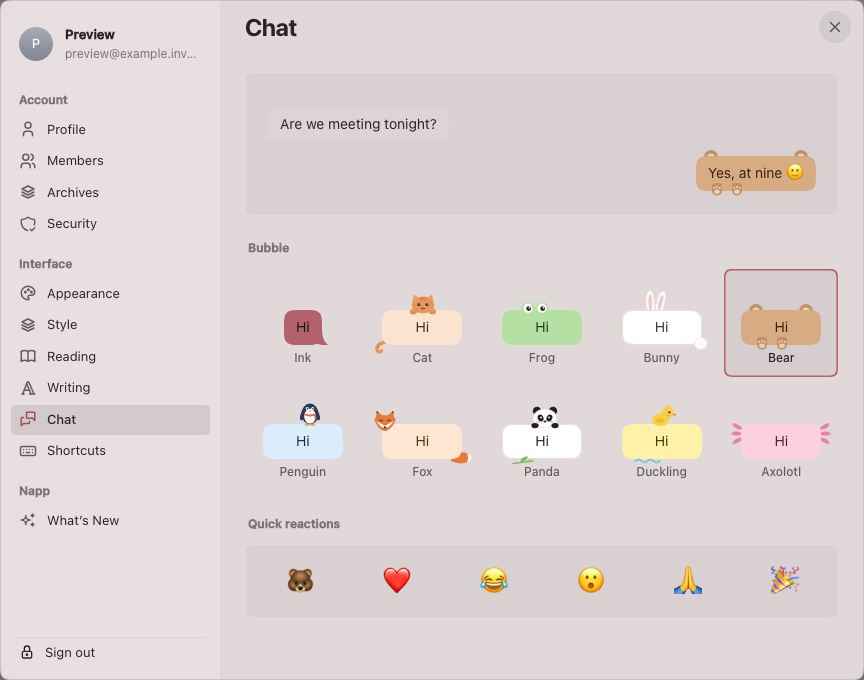 P
Preview
preview@example.inv...
Account
Profile
Members
Archives
Security
Interface
Appearance
Style
Reading
Writing
Chat
Shortcuts
Napp
What’s New
Sign out
Chat
Are we meeting tonight?
Yes, at nine 🙂
Bubble
Hi
Ink
Hi
Cat
Hi
Frog
Hi
Bunny
Hi
Bear
Hi
Penguin
Hi
Fox
Hi
Panda
Hi
Duckling
Hi
Axolotl
Quick reactions